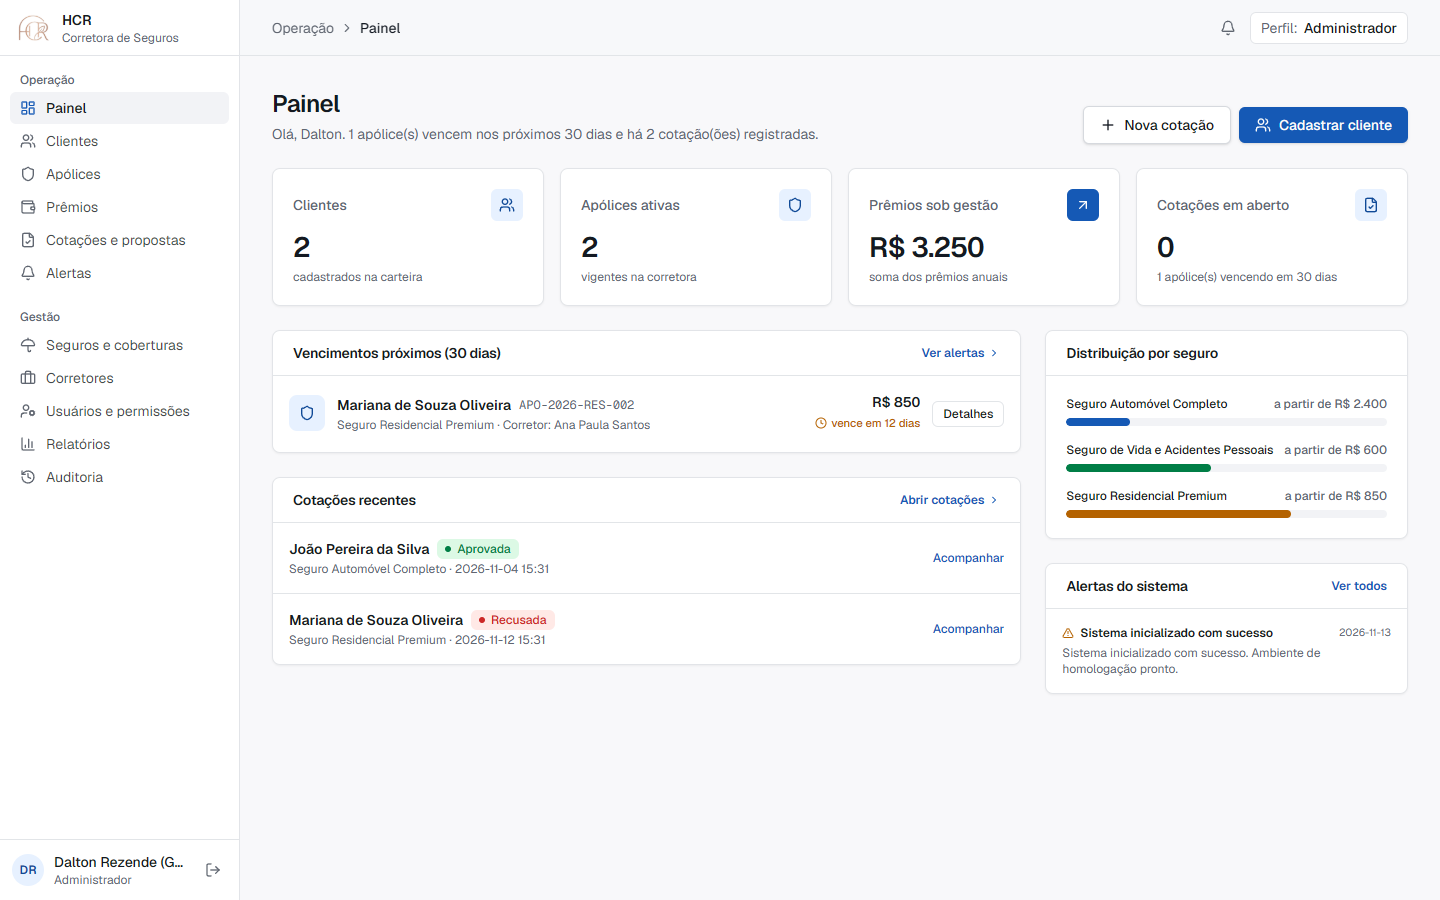 HCR
Corretora de Seguros
Operação
Painel
Clientes
Apólices
Prêmios
Cotações e propostas
Alertas
Gestão
Seguros e coberturas
Corretores
Usuários e permissões
Relatórios
Auditoria
DR
Dalton Rezende (G...
Administrador
Operação > Painel
Perfil: Administrador
Painel
Olá, Dalton. 1 apólice(s) vencem nos próximos 30 dias e há 2 cotação(ões) registradas.
Nova cotação
Cadastrar cliente
Clientes
2
cadastrados na carteira
Apólices ativas
2
vigentes na corretora
Prêmios sob gestão
R$ 3.250
soma dos prêmios anuais
Cotações em aberto
0
1 apólice(s) vencendo em 30 dias
Vencimentos próximos (30 dias)
Ver alertas
Mariana de Souza Oliveira APO-2026-RES-002
Seguro Residencial Premium · Corretor: Ana Paula Santos
R$ 850
vence em 12 dias
Detalhes
Cotações recentes
Abrir cotações
João Pereira da Silva Aprovada
Seguro Automóvel Completo · 2026-11-04 15:31
Acompanhar
Mariana de Souza Oliveira Recusada
Seguro Residencial Premium · 2026-11-12 15:31
Acompanhar
Distribuição por seguro
Seguro Automóvel Completo a partir de R$ 2.400
Seguro de Vida e Acidentes Pessoais a partir de R$ 600
Seguro Residencial Premium a partir de R$ 850
Alertas do sistema
Ver todos
Sistema inicializado com sucesso 2026-11-13
Sistema inicializado com sucesso. Ambiente de
homologação pronto.